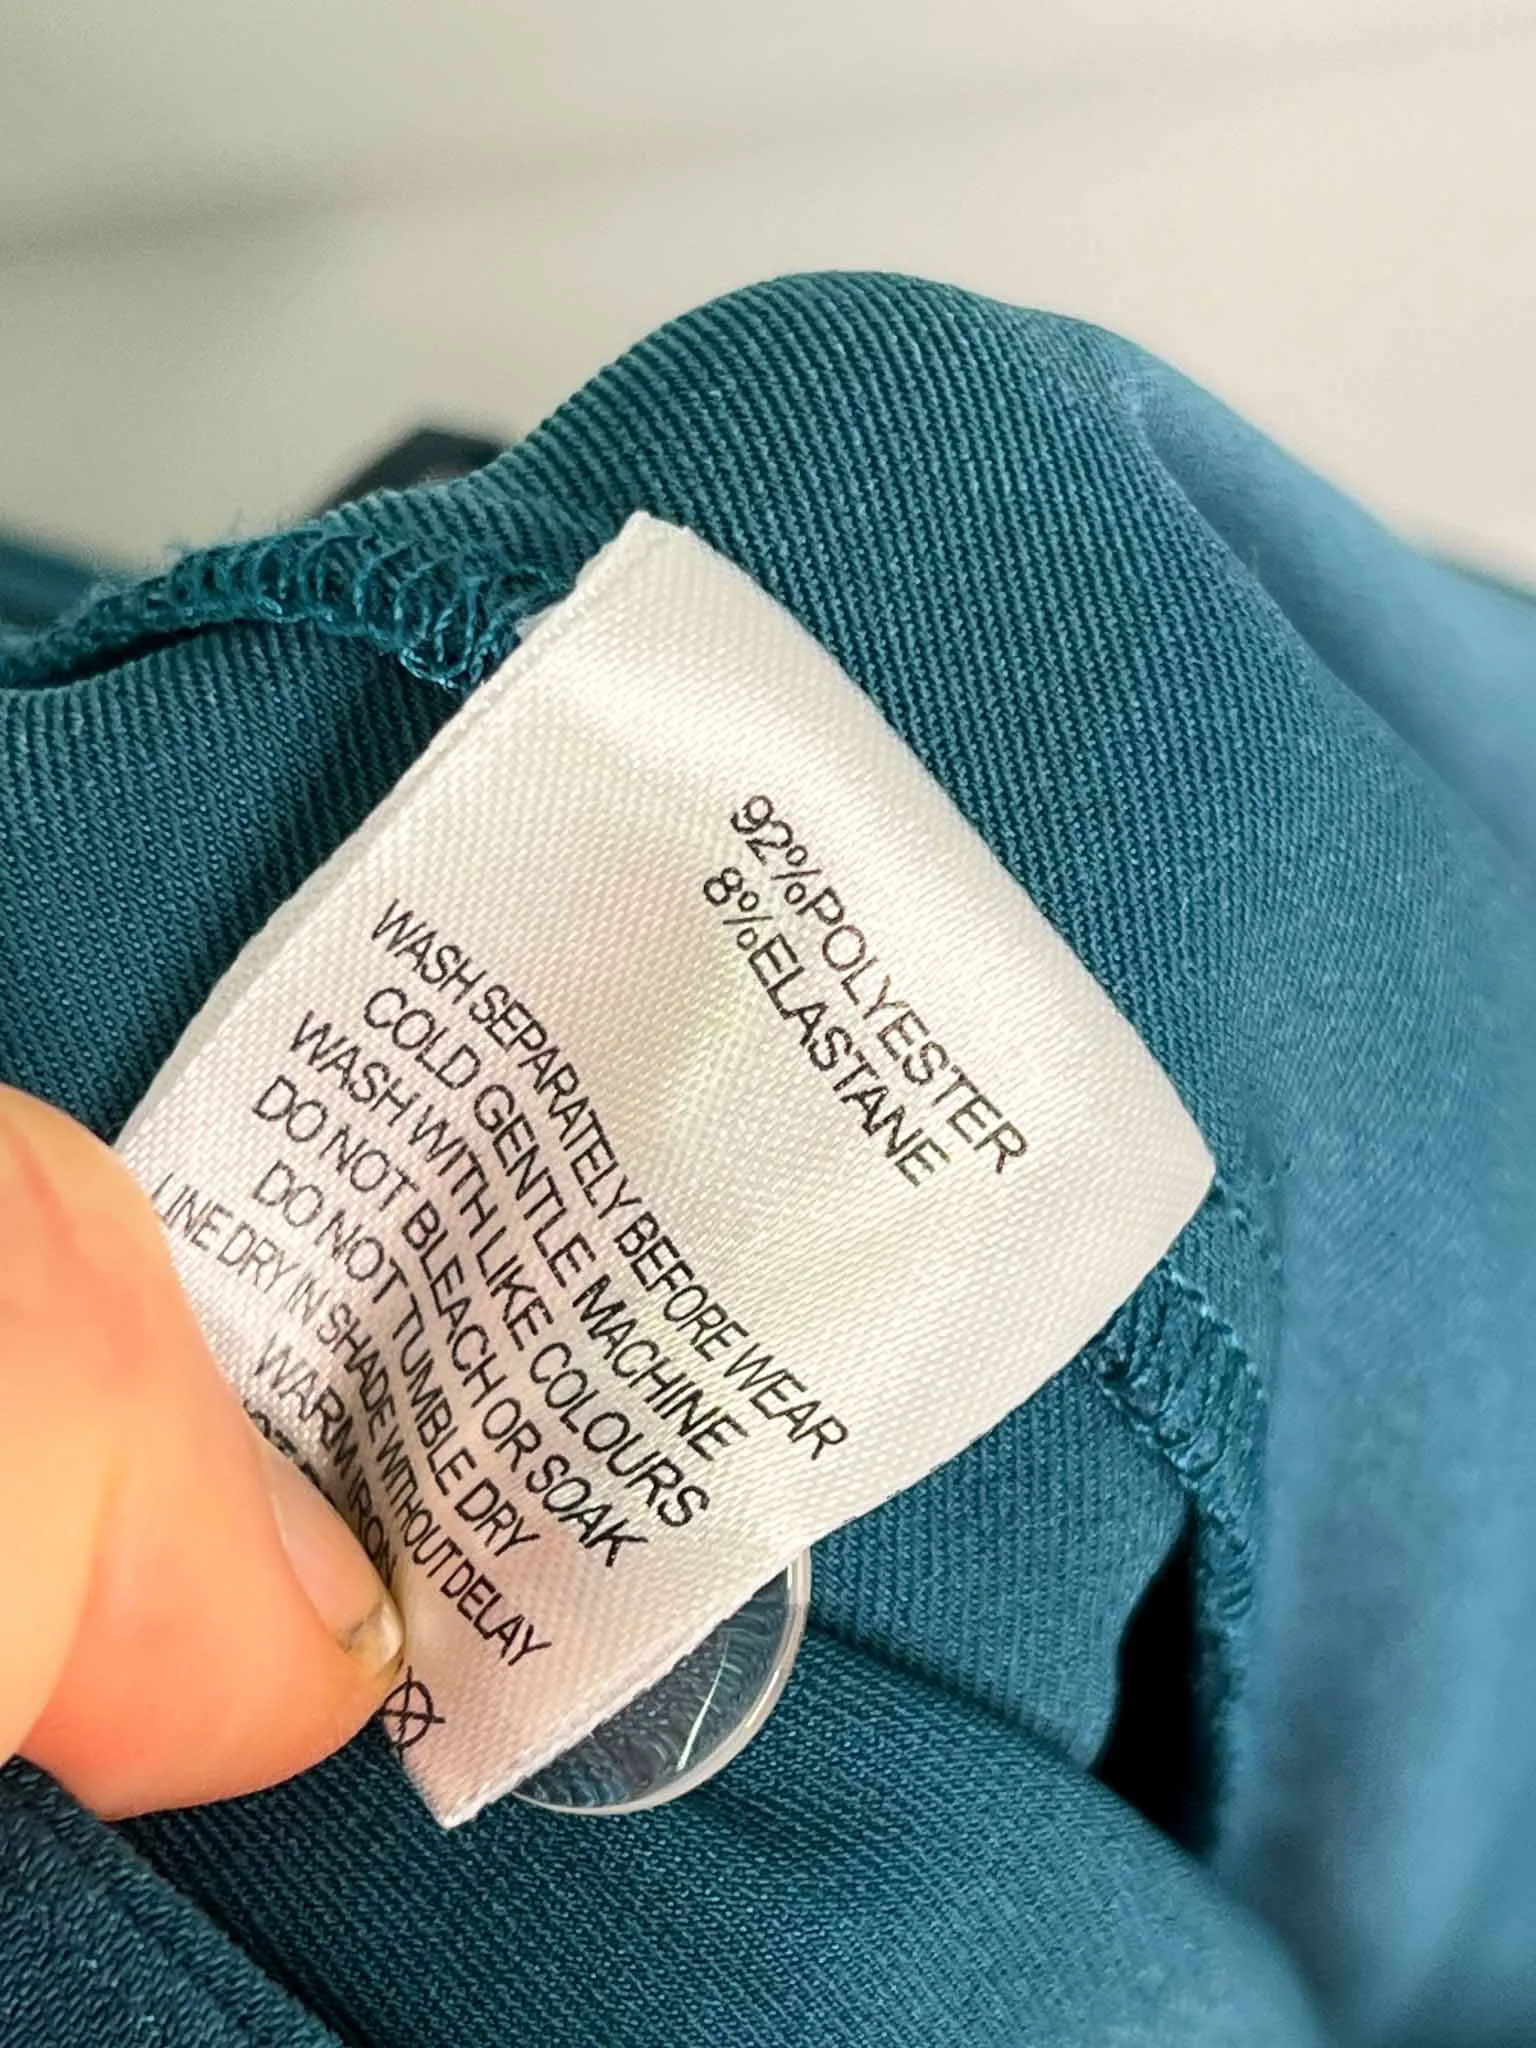 92%POLYESTER
8%ELASTANE
WASH SEPARATELY BEFORE WEAR
COLD GENTLE MACHINE
WASH WITH LIKE COLOURS
DO NOT BLEACH OR SOAK
DO NOT TUMBLE DRY
LINE DRY IN SHADE WITHOUT DELAY
WARM IRON